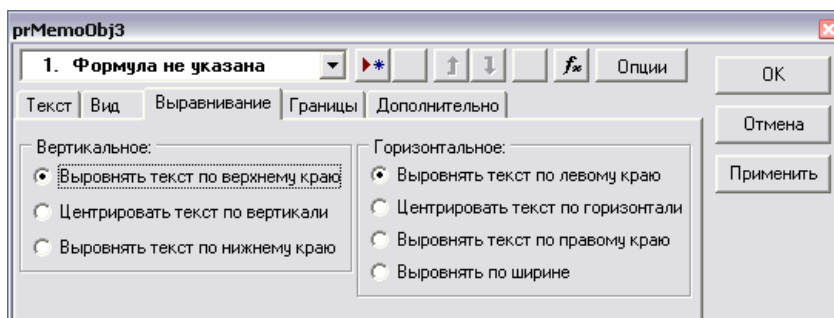 prMemoObj3
1. Формула не указана
Опции
Текст Вид Выравнивание Границы Дополнительно
OK
Отмена
Применить
Вертикальное:
Выровнять текст по верхнему краю
Центрировать текст по вертикали
Выровнять текст по нижнему краю
Горизонтальное:
Выровнять текст по левому краю
Центрировать текст по горизонтали
Выровнять текст по правому краю
Выровнять по ширине